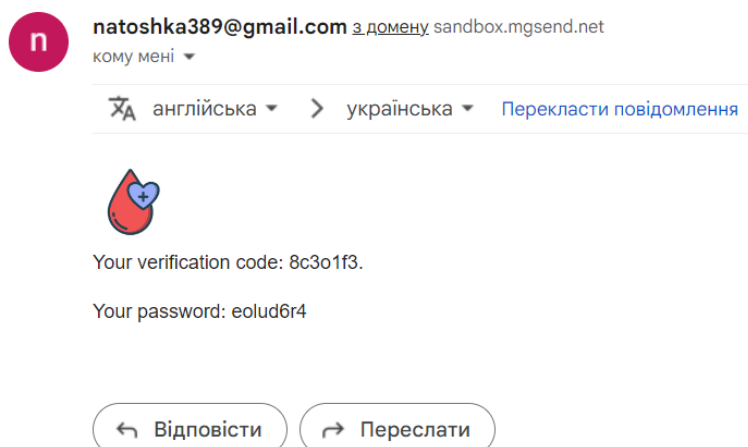 n
natoshka389@gmail.com з домену sandbox.mgsend.net
кому мені
англійська > українська Перекласти повідомлення
Your verification code: 8c3o1f3.
Your password: eolud6r4
Відповісти Переслати